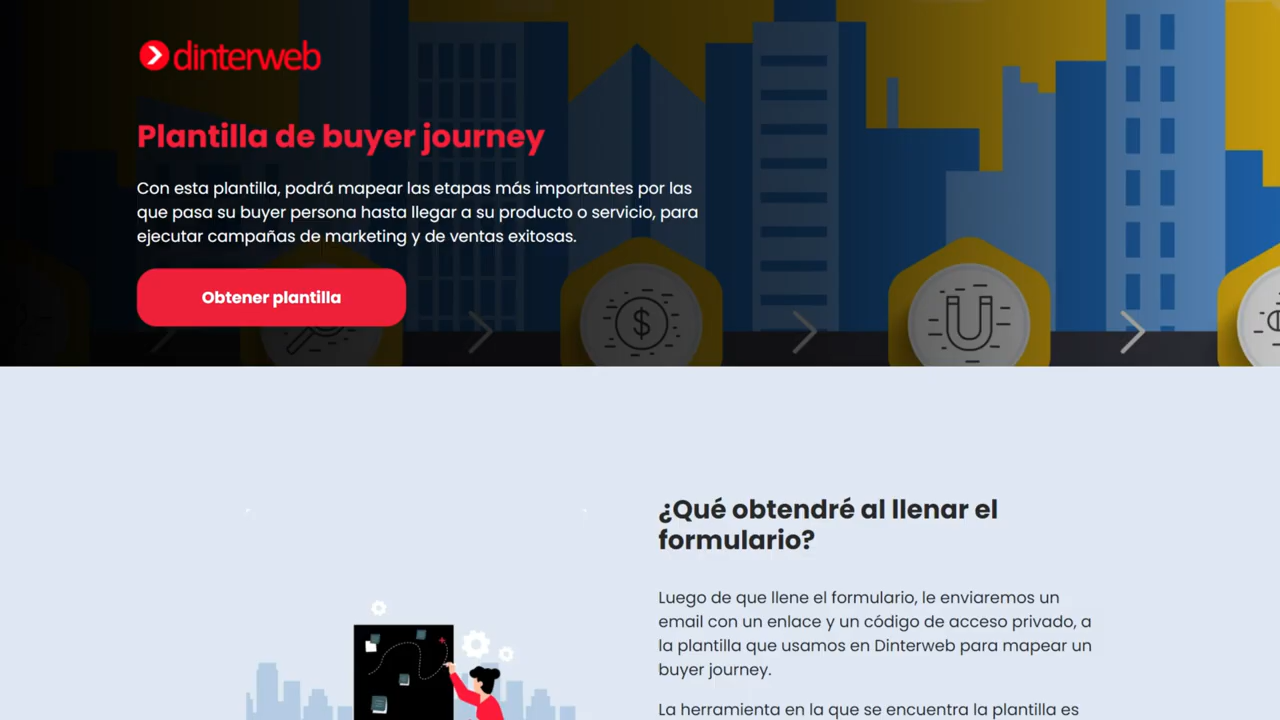 dinterweb
Plantilla de buyer journey
Con esta plantilla, podrá mapear las etapas más importantes por las
que pasa su buyer persona hasta llegar a su producto o servicio, para
ejecutar campañas de marketing y de ventas exitosas.
Obtener plantilla
$
¿Qué obtendré al llenar el
formulario?
Luego de que llene el formulario, le enviaremos un
email con un enlace y un código de acceso privado, a
la plantilla que usamos en Dinterweb para mapear un
buyer journey.
La herramienta en la que se encuentra la plantilla es